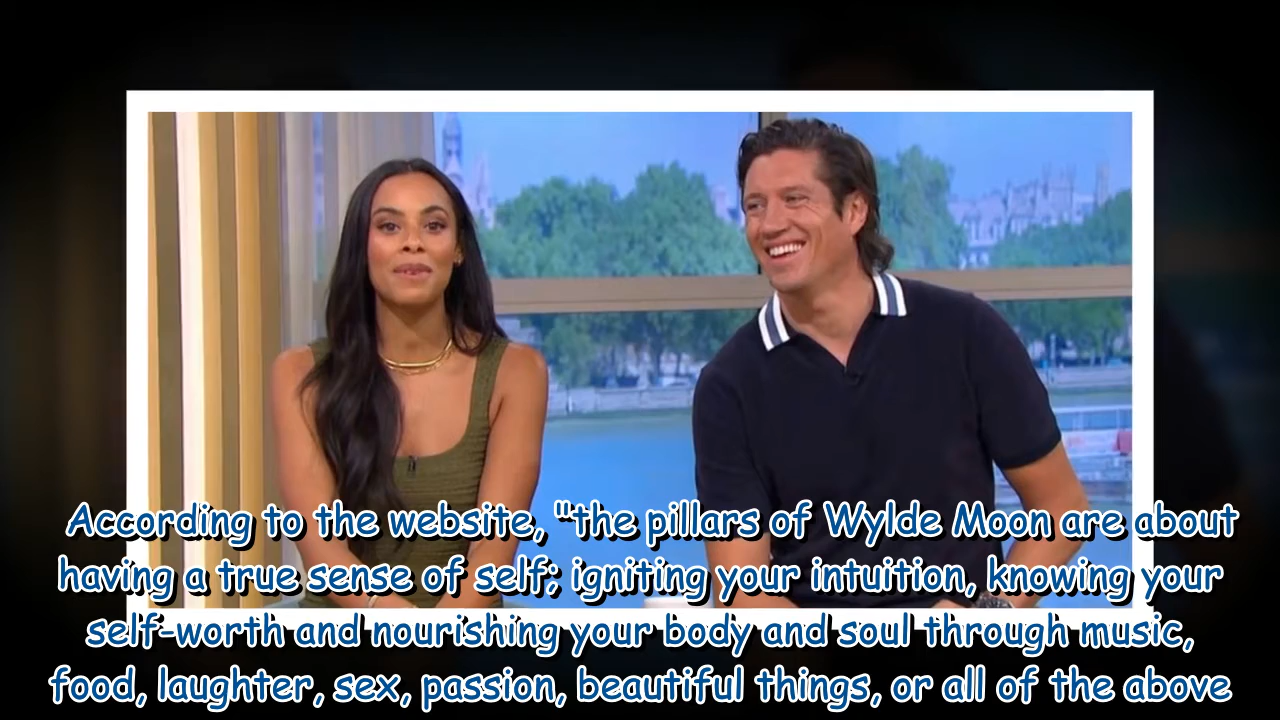 According to the website, "the pillars of Wylde Moon are about
having a true sense of self; igniting your intuition, knowing your
self-worth and nourishing your body and soul through music,
food, laughter, sex, passion, beautiful things, or all of the above